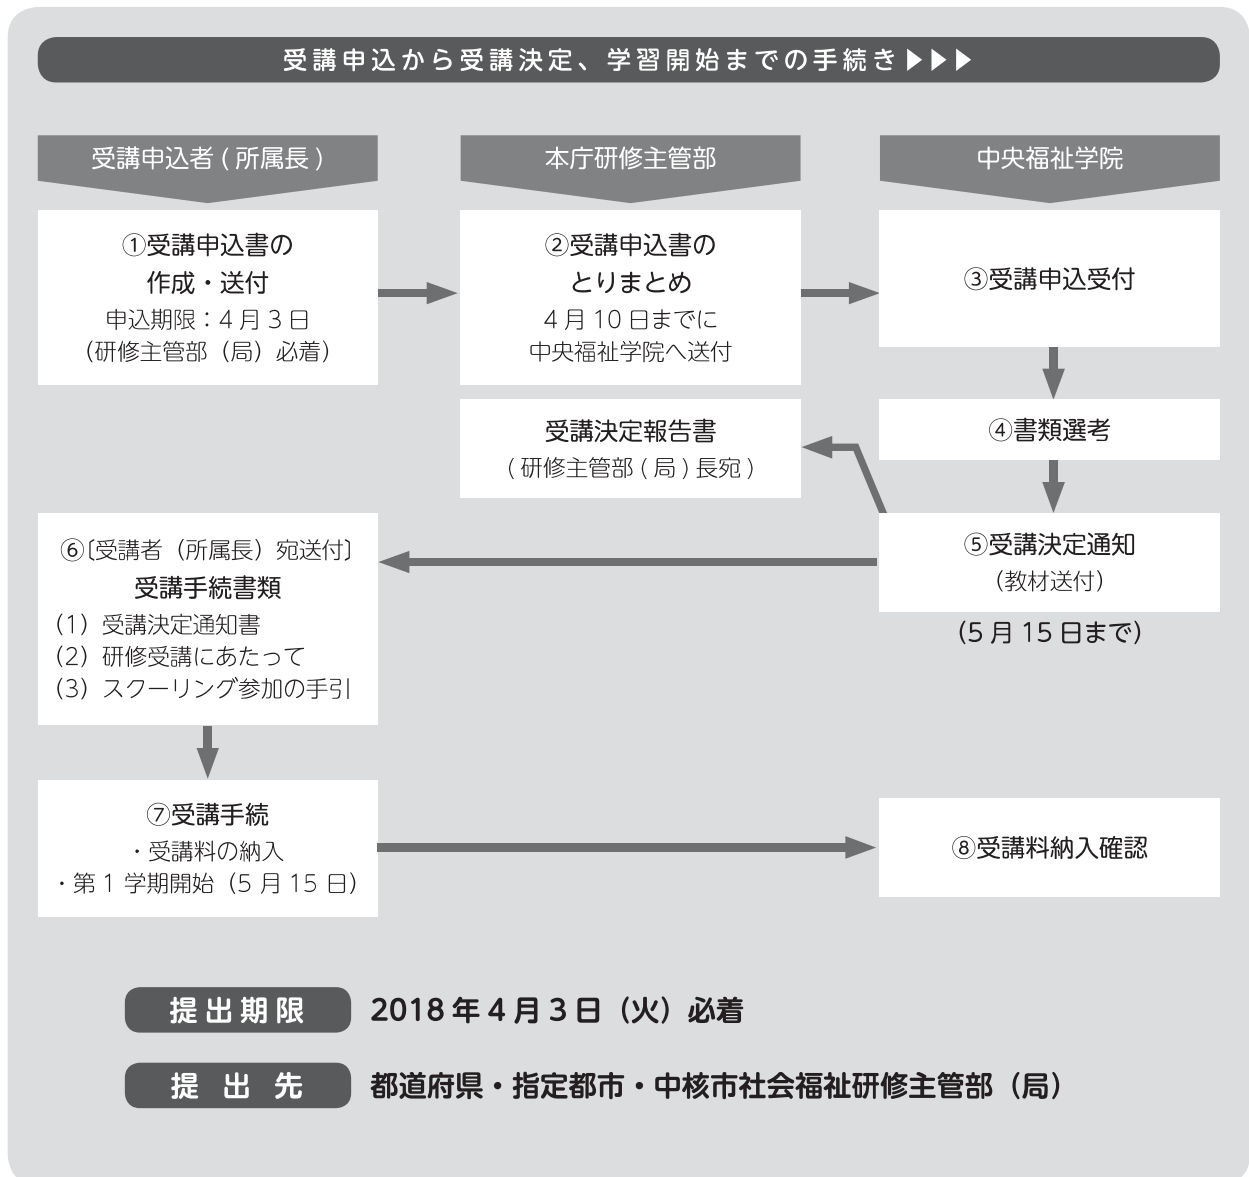 受講申込から受講決定、学習開始までの手続き▶▶▶
受講申込者(所属長)
本庁研修主管部
中央福祉学院
①受講申込書の
作成・送付
申込期限：4月3日
（研修主管部（局）必着）
②受講申込書の
とりまとめ
4月10日までに
中央福祉学院へ送付
③受講申込受付
受講決定報告書
(研修主管部(局)長宛)
④書類選考
⑤受講決定通知
（教材送付）
（5月15日まで）
⑥〔受講者（所属長）宛送付〕
受講手続書類
（1）受講決定通知書
（2）研修受講にあたって
（3）スクーリング参加の手引
⑦受講手続
・受講料の納入
・第1学期開始（5月15日）
⑧受講料納入確認
提出期限 2018年4月3日（火）必着
提出先 都道府県・指定都市・中核市社会福祉研修主管部（局）